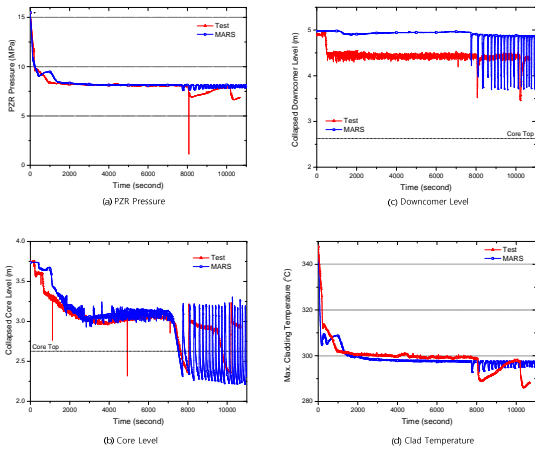 15
10
5
0
0
2000
4000
6000
8000
10000
PZR Pressure (MPa)
Time (second)
Test
MARS
(a) PZR Pressure
5
4
3
2
0
2000
4000
6000
8000
10000
Collapsed Downcomer Level (m)
Time (second)
Test
MARS
Core Top
(c) Downcomer Level
4.0
3.5
3.0
2.5
2.0
0
2000
4000
6000
8000
10000
Collapsed Core Level (m)
Time (second)
Test
MARS
Core Top
(b) Core Level
340
320
300
280
0
2000
4000
6000
8000
10000
Max. Cladding Temperature (°C)
Time (second)
Test
MARS
(d) Clad Temperature